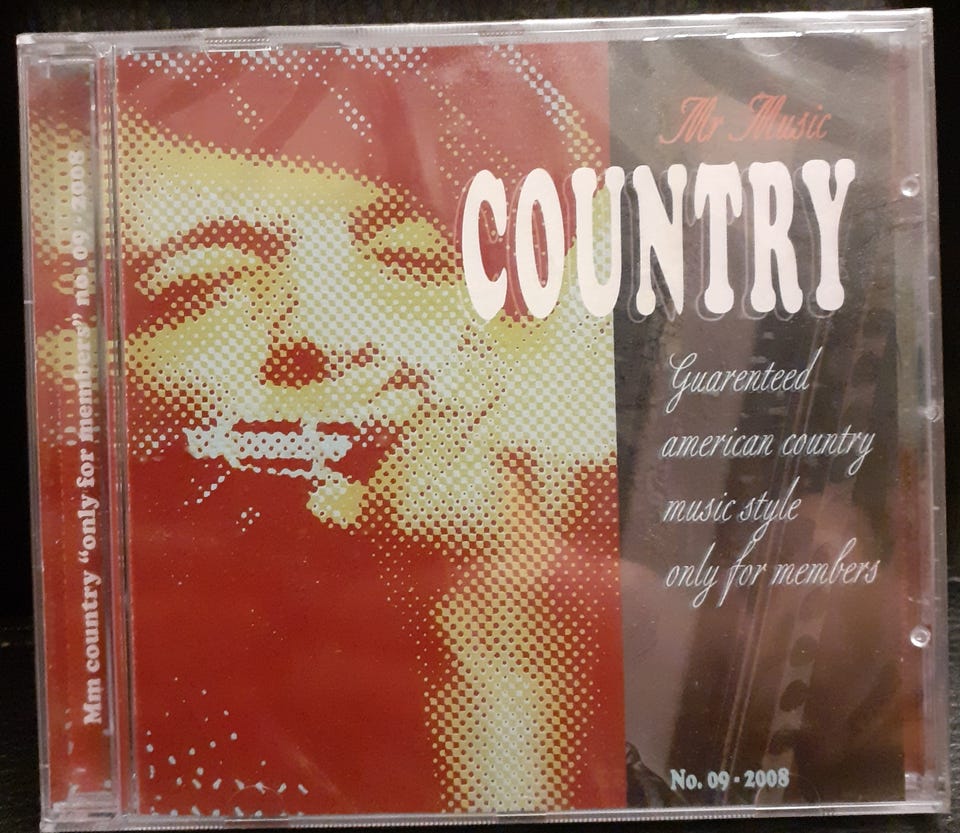 Mm country "only for members" no 09-2008
Mr Music
COUNTRY
Guarenteed
american country
music style
only for members
No. 09 - 2008